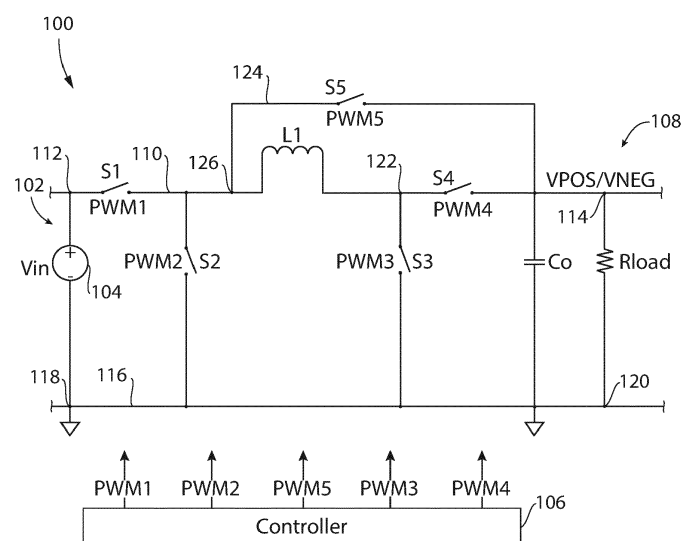 100
124
S5
PWM5
108
L1
112
S1
110
126
122
S4
VPOS/VNEG
102
PWM1
PWM4
114
Vin
104
PWM2
S2
PWM3
S3
Co
Rload
118
116
120
+
-
PWM1 PWM2 PWM5 PWM3 PWM4
106
Controller